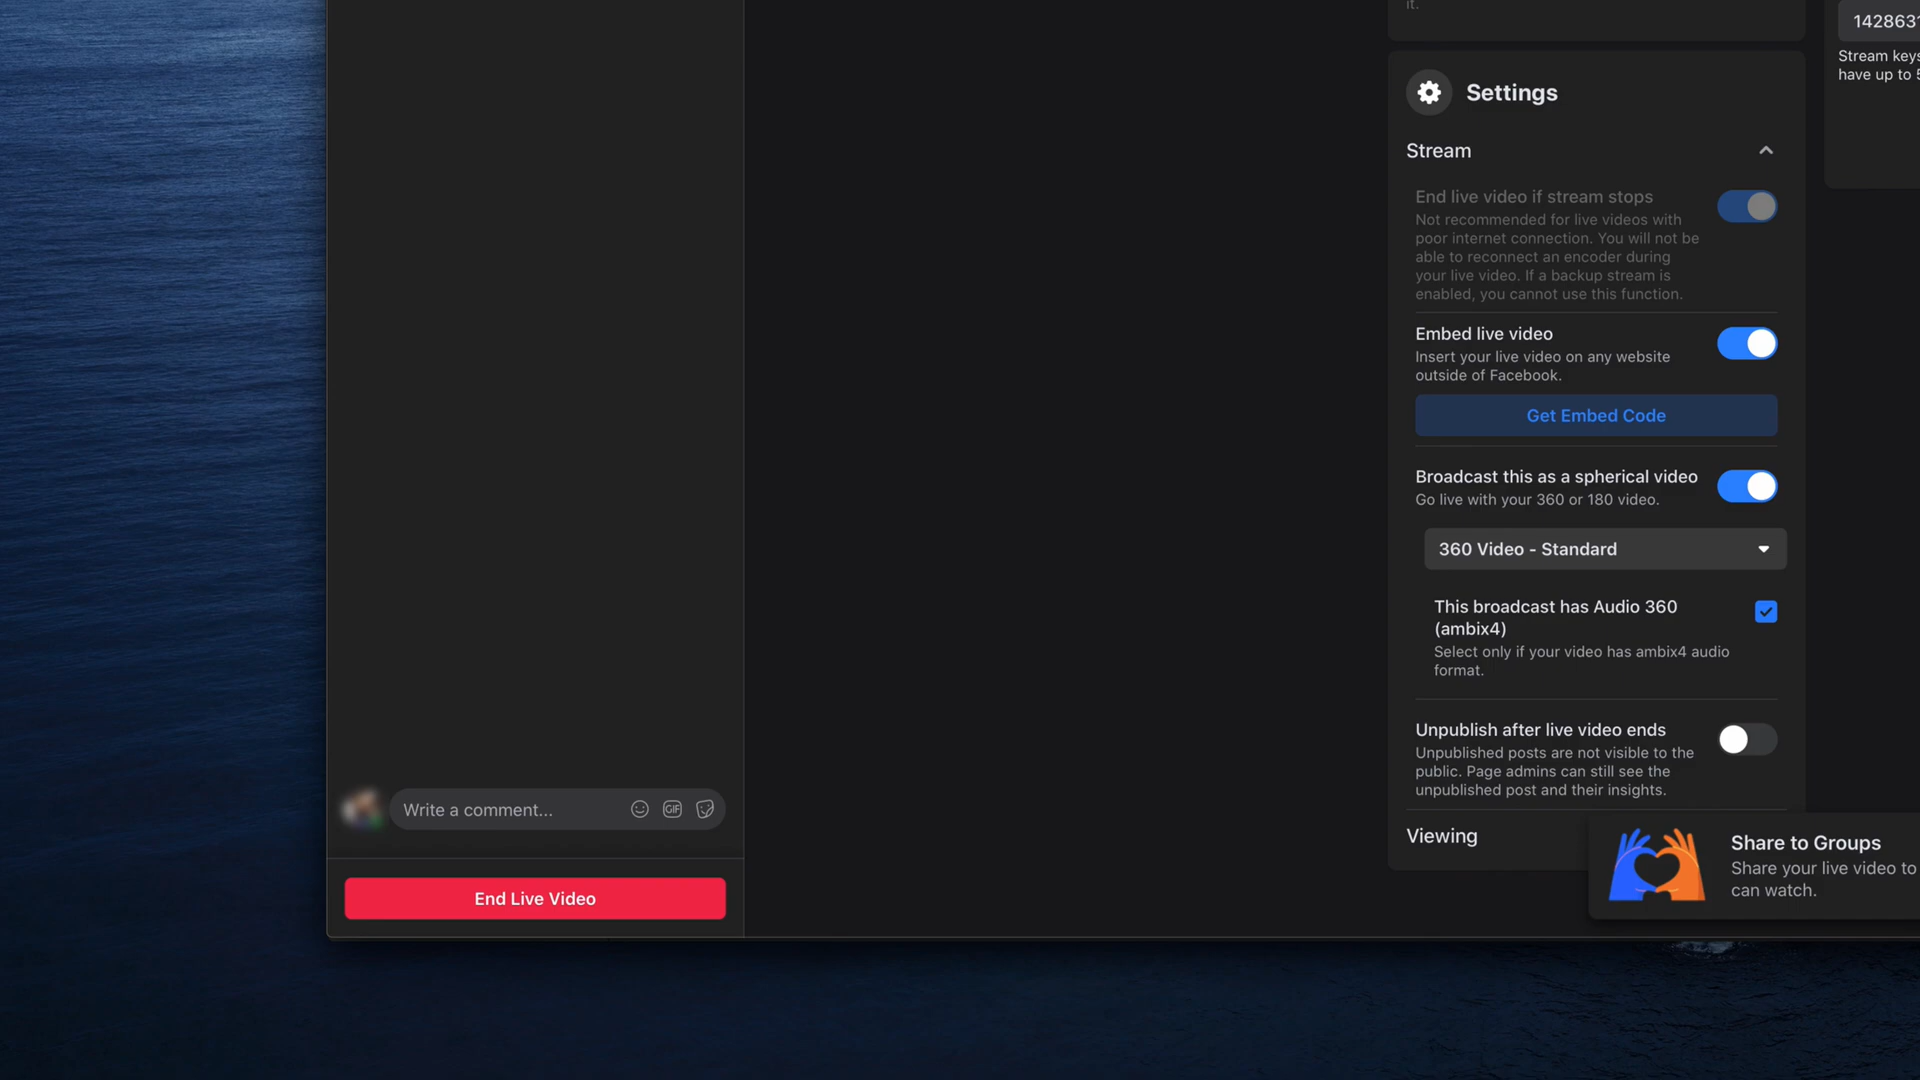 it.
Settings
Stream
End live video if stream stops
Not recommended for live videos with
poor internet connection. You will not be
able to reconnect an encoder during
your live video. If a backup stream is
enabled, you cannot use this function.
Embed live video
Insert your live video on any website
outside of Facebook.
Get Embed Code
Broadcast this as a spherical video
Go live with your 360 or 180 video.
360 Video - Standard
This broadcast has Audio 360
(ambix4)
Select only if your video has ambix4 audio
format.
Unpublish after live video ends
Unpublished posts are not visible to the
public. Page admins can still see the
unpublished post and their insights.
Viewing
Write a comment...
GIF
End Live Video
Share to Groups
Share your live video to
can watch.
142863
Stream keys
have up to 5